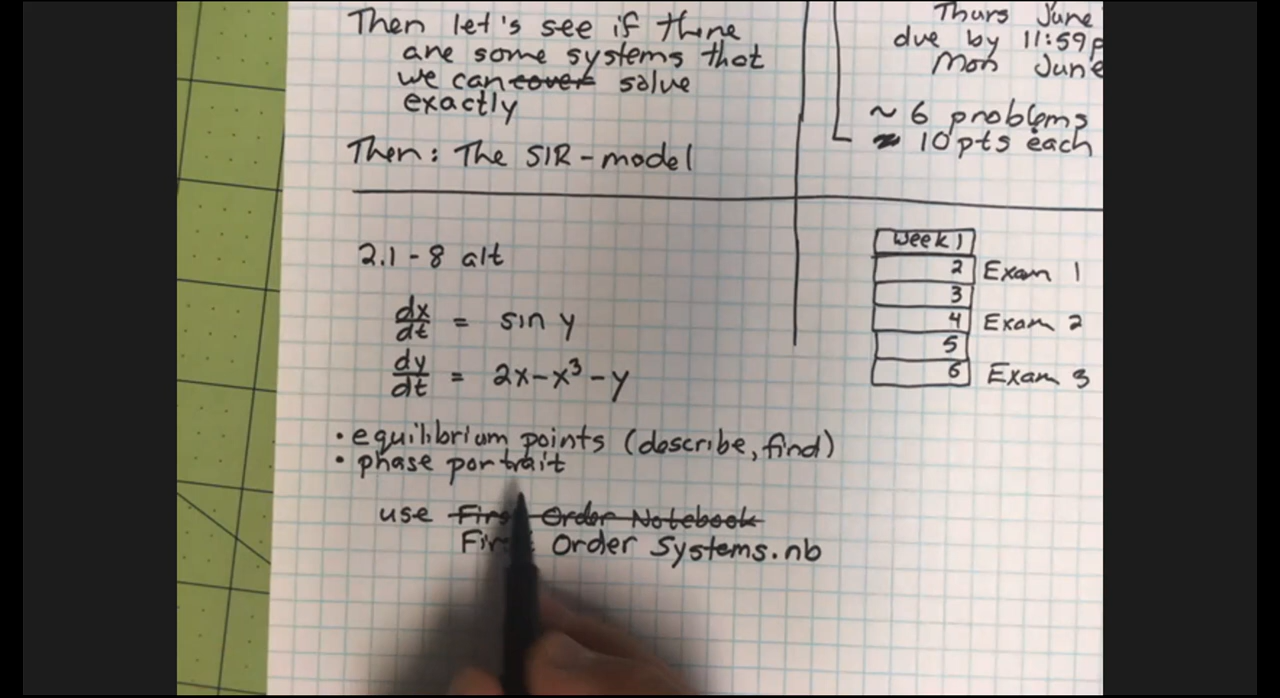 Then let's see if there
are some systems that
we can cover solve
exactly
Then: The SIR-model
Thurs June
due by 11:59p
Mon June
~ 6 problems
≈ 10 pts each
2.1 - 8 alt
dx/dt = sin y
dy/dt = 2x-x³-y
• equilibrium points (describe, find)
• phase portrait
use First Order Notebook
First Order Systems.nb
Week 1
2 Exam 1
3
4 Exam 2
5
6 Exam 3